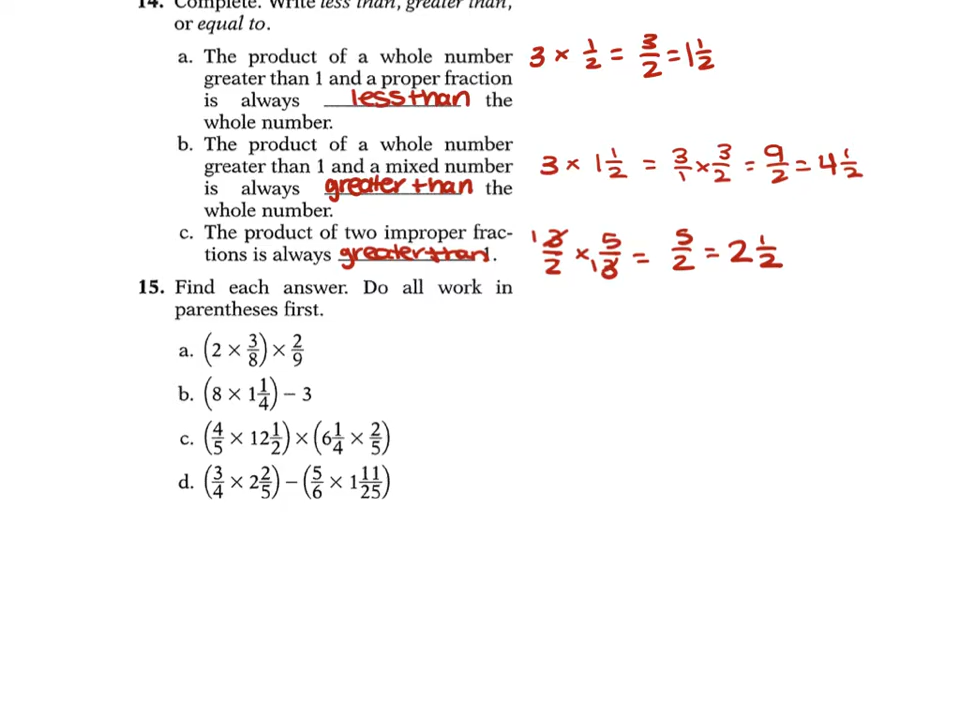 14. Complete. Write less than, greater than,
or equal to.
a. The product of a whole number
greater than 1 and a proper fraction
is always less than the
whole number.
3 × 1/2 = 3/2 = 1 1/2
b. The product of a whole number
greater than 1 and a mixed number
is always greater than the
whole number.
3 × 1 1/2 = 3/1 × 3/2 = 9/2 = 4 1/2
c. The product of two improper frac-
tions is always greater than 1.
1 3/2 × 5/3 1 = 5/2 = 2 1/2
15. Find each answer. Do all work in
parentheses first.
a. (2 × 3/8) × 2/9
b. (8 × 1 1/4) − 3
c. (4/5 × 12 1/2) × (6 1/4 × 2/5)
d. (3/4 × 2 2/5) − (5/6 × 1 11/25)